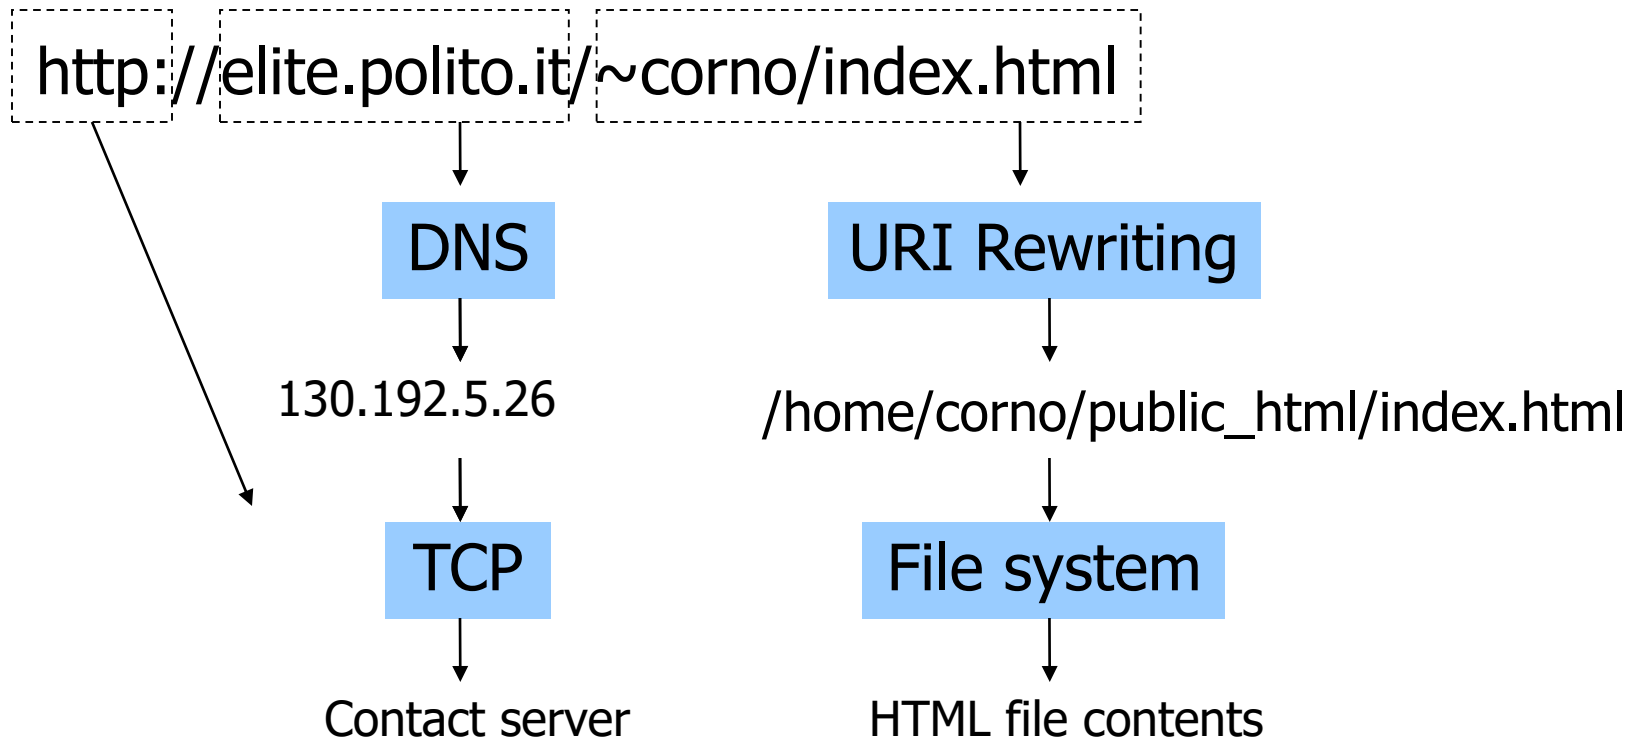 http://elite.polito.it/~corno/index.html
DNS
URI Rewriting
130.192.5.26
/home/corno/public_html/index.html
TCP
File system
Contact server
HTML file contents